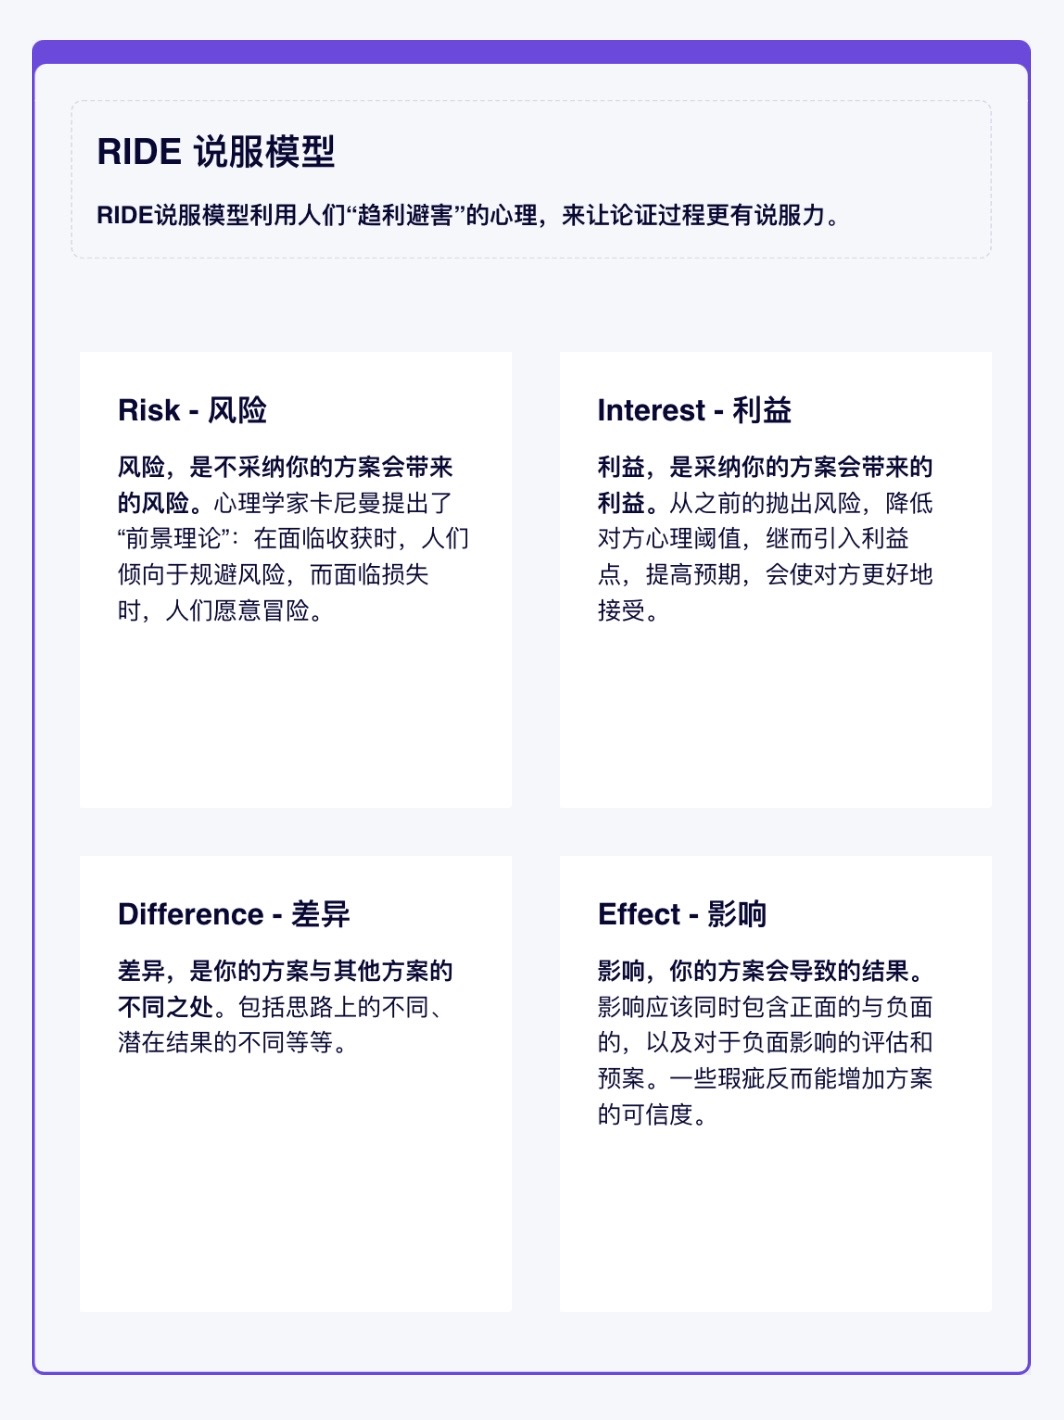 RIDE 说服模型
RIDE说服模型利用人们“趋利避害”的心理，来让论证过程更有说服力。
Risk - 风险
风险，是不采纳你的方案会带来
的风险。心理学家卡尼曼提出了
“前景理论”：在面临收获时，人们
倾向于规避风险，而面临损失
时，人们愿意冒险。
Interest - 利益
利益，是采纳你的方案会带来的
利益。从之前的抛出风险，降低
对方心理阈值，继而引入利益
点，提高预期，会使对方更好地
接受。
Difference - 差异
差异，是你的方案与其他方案的
不同之处。包括思路上的不同、
潜在结果的不同等等。
Effect - 影响
影响，你的方案会导致的结果。
影响应该同时包含正面的与负面
的，以及对于负面影响的评估和
预案。一些瑕疵反而能增加方案
的可信度。